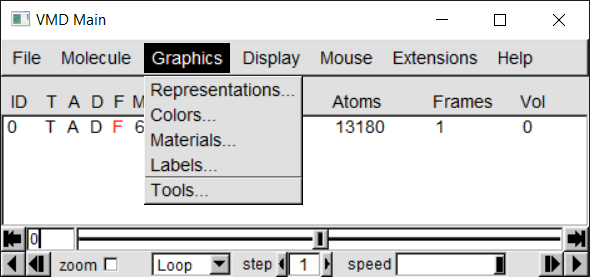 VMD Main
File Molecule Graphics Display Mouse Extensions Help
Representations...
ID T A D F M Atoms Frames Vol
Colors...
0 T A D F 6 13180 1 0
Materials...
Labels...
Tools...
0
zoom Loop step 1 speed